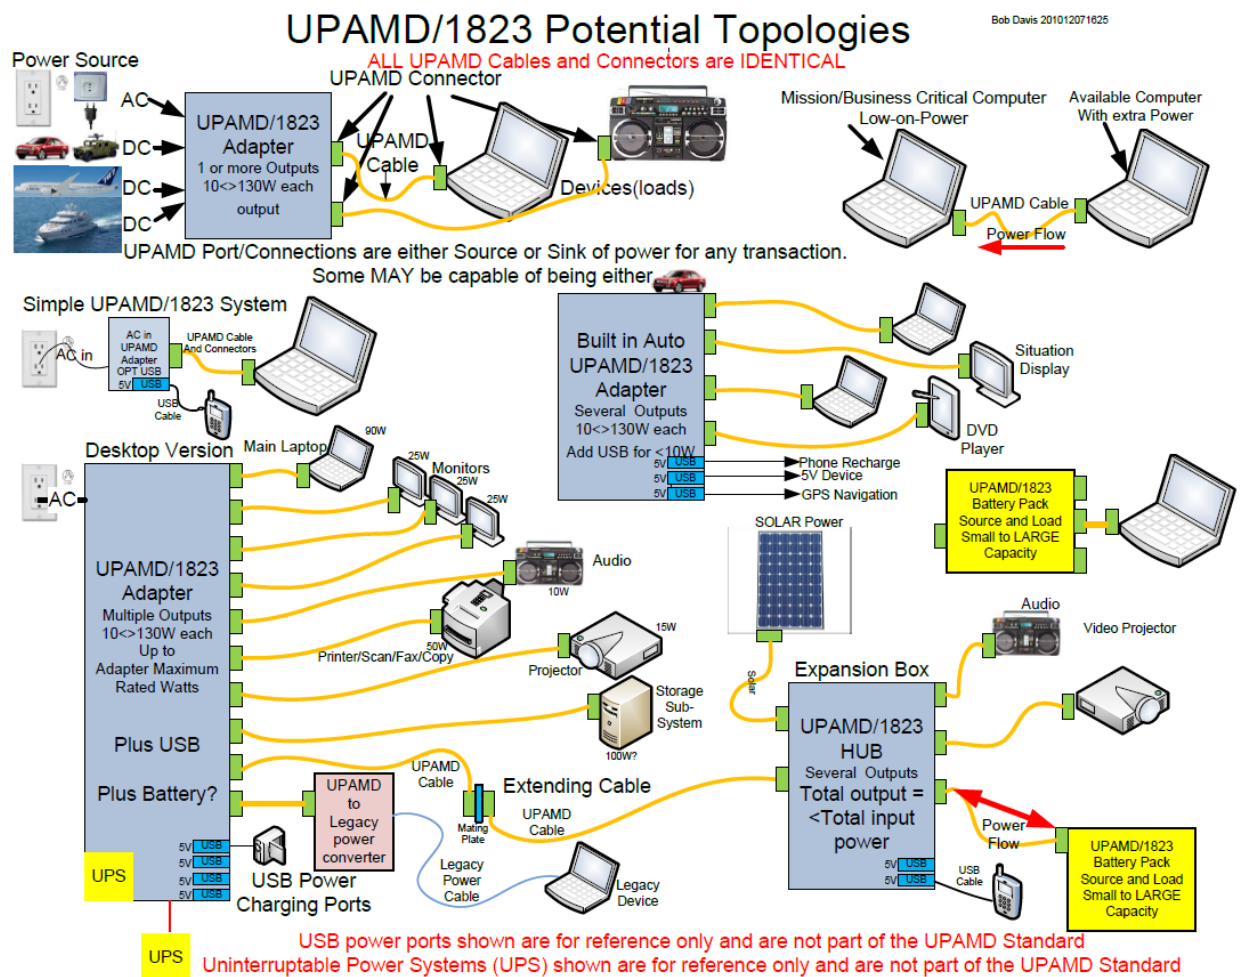 UPAMD/1823 Potential Topologies
Bob Davis 201012071625
ALL UPAMD Cables and Connectors are IDENTICAL
Power Source
UPAMD Connector
AC
DC
DC
DC
UPAMD/1823
Adapter
1 or more Outputs
10<>130W each
output
UPAMD
Cable
Devices(loads)
Mission/Business Critical Computer
Low-on-Power
Available Computer
With extra Power
UPAMD Cable
Power Flow
UPAMD Port/Connections are either Source or Sink of power for any transaction.
Some MAY be capable of being either
Simple UPAMD/1823 System
AC in
AC in
UPAMD
Adapter
OPT USB
5V USB
UPAMD Cable
And Connectors
USB
Cable
Built in Auto
UPAMD/1823
Adapter
Several Outputs
10<>130W each
Add USB for <10W
5V USB
5V USB
5V USB
Phone Recharge
5V Device
GPS Navigation
Situation
Display
DVD
Player
Desktop Version
AC
Main Laptop
90W
25W
Monitors
25W
25W
UPAMD/1823
Adapter
Multiple Outputs
10<>130W each
Up to
Adapter Maximum
Rated Watts
Plus USB
Plus Battery?
5V USB
5V USB
5V USB
5V USB
UPS
UPS
Audio
10W
50W
Printer/Scan/Fax/Copy
15W
Projector
Storage
Sub-
System
100W?
UPAMD
Cable
Extending Cable
Mating
Plate
UPAMD
Cable
UPAMD
to
Legacy
power
converter
Legacy
Power
Cable
Legacy
Device
USB Power
Charging Ports
SOLAR Power
Solar
UPAMD/1823
Battery Pack
Source and Load
Small to LARGE
Capacity
Expansion Box
UPAMD/1823
HUB
Several Outputs
Total output =
<Total input
power
5V USB
5V USB
Audio
Video Projector
Power
Flow
USB
Cable
UPAMD/1823
Battery Pack
Source and Load
Small to LARGE
Capacity
USB power ports shown are for reference only and are not part of the UPAMD Standard
Uninterruptable Power Systems (UPS) shown are for reference only and are not part of the UPAMD Standard